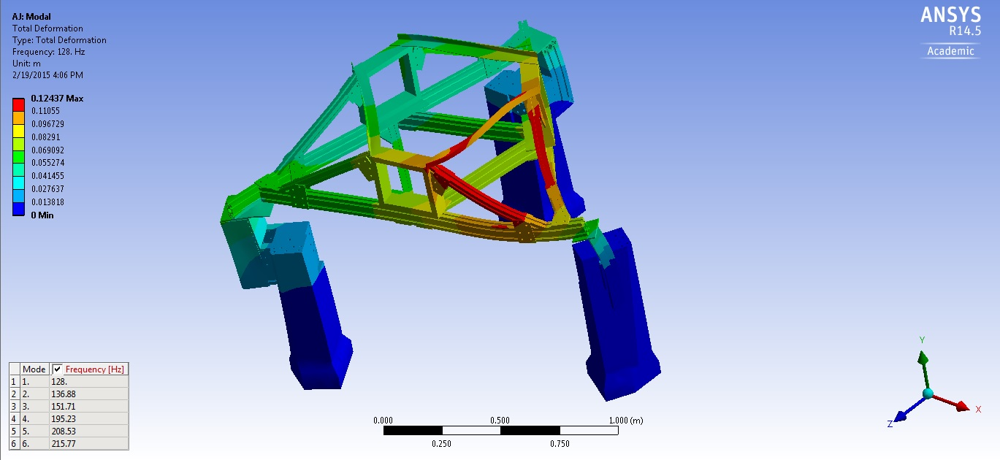 AJ: Modal
Total Deformation
Type: Total Deformation
Frequency: 128. Hz
Unit: m
2/19/2015 4:06 PM
0.12437 Max
0.11055
0.096729
0.08291
0.069092
0.055274
0.041455
0.027637
0.013818
0 Min
ANSYS
R14.5
Academic
Mode Frequency [Hz]
1 1. 128.
2 2. 136.88
3 3. 151.71
4 4. 195.23
5 5. 208.53
6 6. 215.77
0.000 0.500 1.000 (m)
0.250 0.750
Y
X
Z